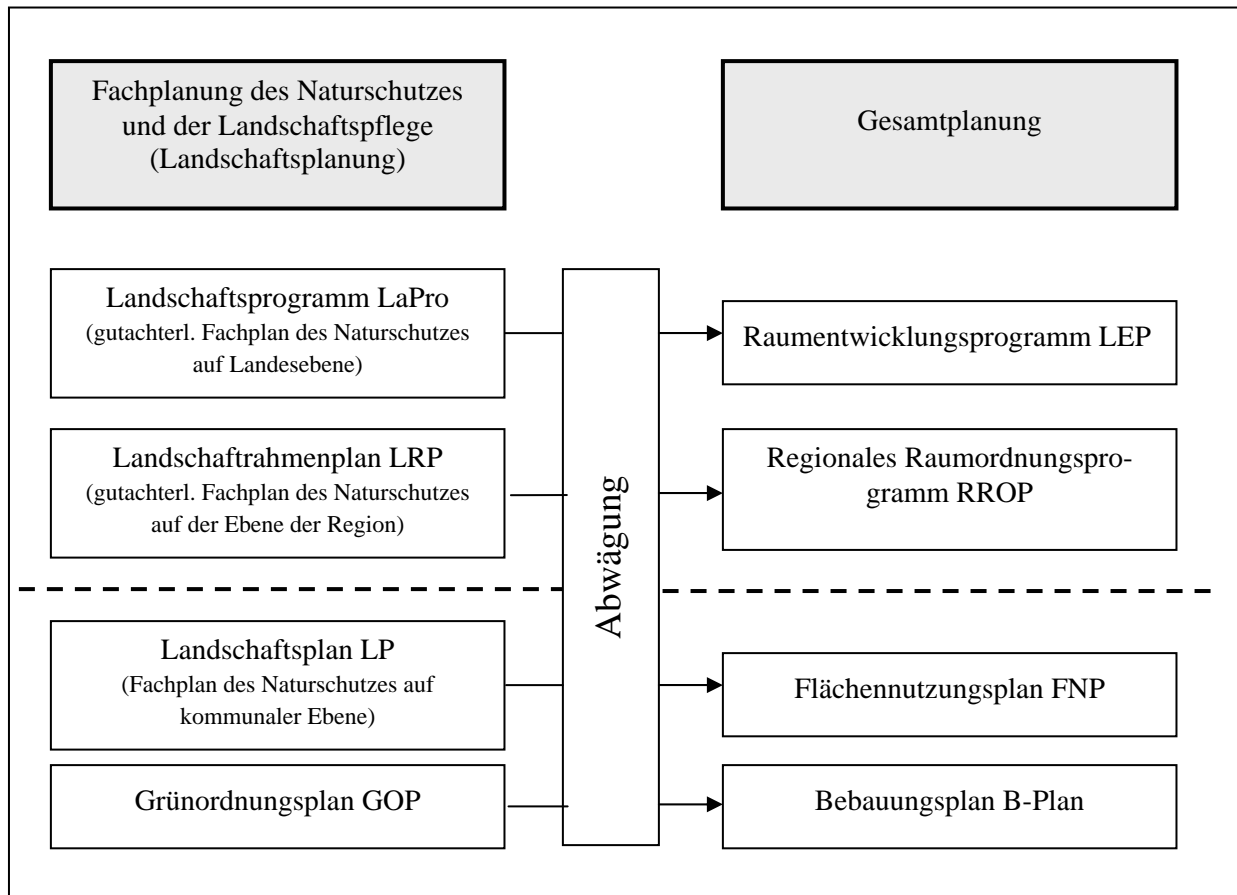 Fachplanung des Naturschutzes
und der Landschaftspflege
(Landschaftsplanung)
Gesamtplanung
Landschaftsprogramm LaPro
(gutachterl. Fachplan des Naturschutzes
auf Landesebene)
Raumentwicklungsprogramm LEP
Landschaftrahmenplan LRP
(gutachterl. Fachplan des Naturschutzes
auf der Ebene der Region)
Regionales Raumordnungspro-
gramm RROP
Abwägung
Landschaftsplan LP
(Fachplan des Naturschutzes auf
kommunaler Ebene)
Flächennutzungsplan FNP
Grünordnungsplan GOP
Bebauungsplan B-Plan